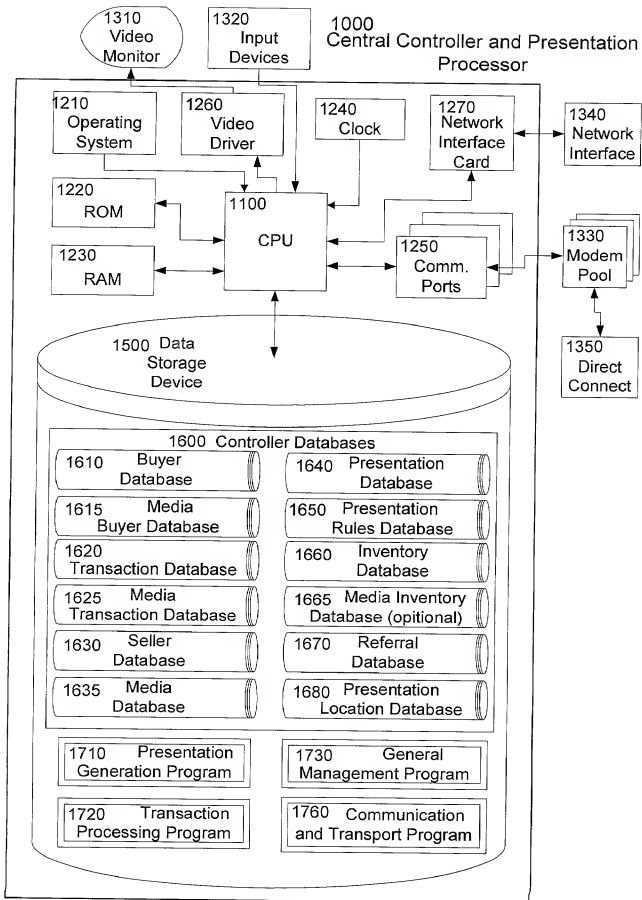 1310
Video
Monitor
1320
Input
Devices
1000
Central Controller and Presentation
Processor
1210
Operating
System
1260
Video
Driver
1240
Clock
1270
Network
Interface
Card
1340
Network
Interface
1220
ROM
1100
CPU
1230
RAM
1250
Comm.
Ports
1330
Modem
Pool
1350
Direct
Connect
1500 Data
Storage
Device
1600 Controller Databases
1610 Buyer
Database
1615 Media
Buyer Database
1620
Transaction Database
1625 Media
Transaction Database
1630 Seller
Database
1635 Media
Database
1640 Presentation
Database
1650 Presentation
Rules Database
1660 Inventory
Database
1665 Media Inventory
Database (opitional)
1670 Referral
Database
1680 Presentation
Location Database
1710 Presentation
Generation Program
1730 General
Management Program
1720 Transaction
Processing Program
1760 Communication
and Transport Program